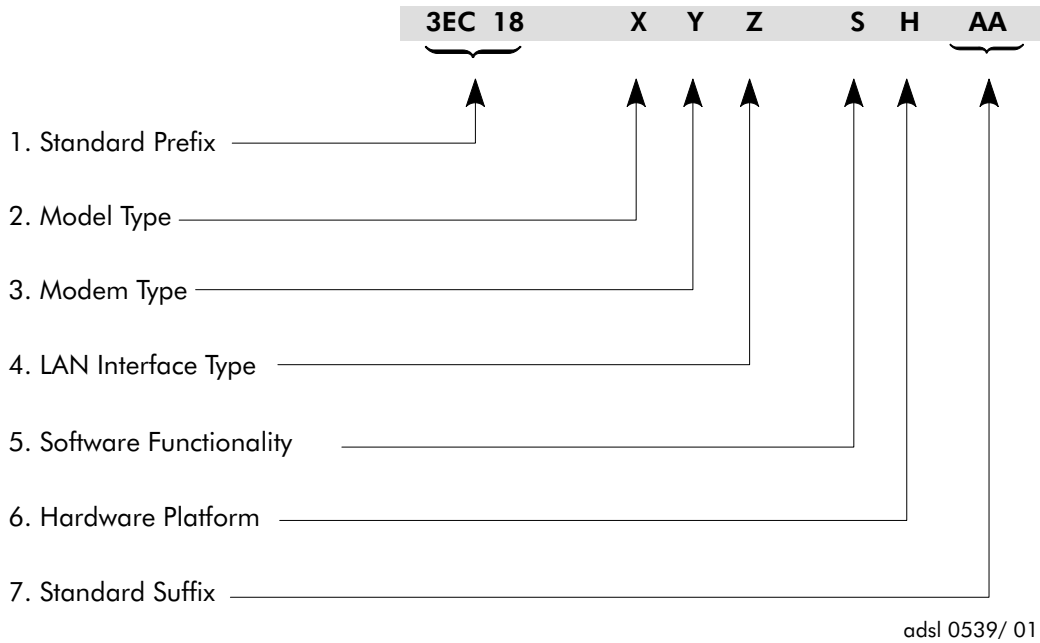 3EC 18 X Y Z S H AA
1. Standard Prefix
2. Model Type
3. Modem Type
4. LAN Interface Type
5. Software Functionality
6. Hardware Platform
7. Standard Suffix
adsl 0539/ 01